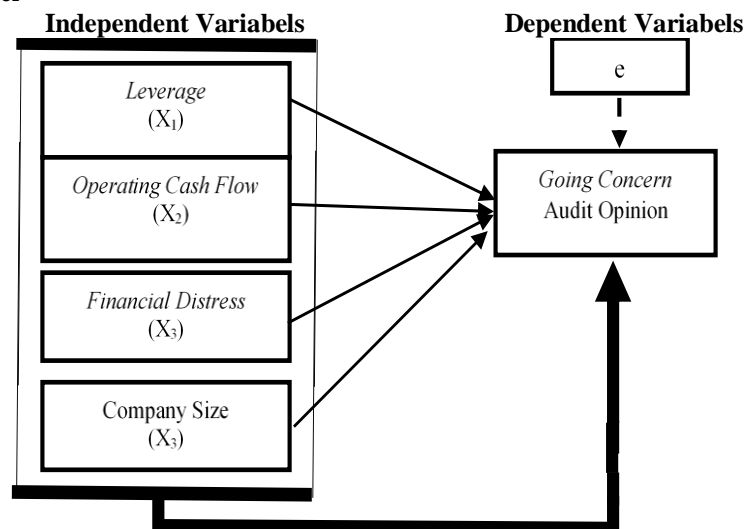 Independent Variabels
Leverage
(X₁)
Operating Cash Flow
(X₂)
Financial Distress
(X₃)
Company Size
(X₃)
Dependent Variabels
e
Going Concern
Audit Opinion